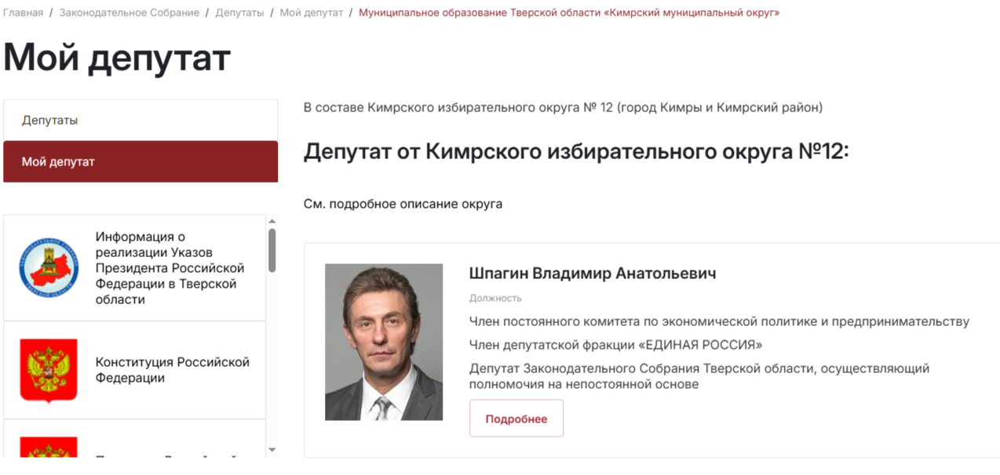 Главная / Законодательное Собрание / Депутаты / Мой депутат / Муниципальное образование Тверской области «Кимрский муниципальный округ»
Мой депутат
Депутаты
Мой депутат
Информация о
реализации Указов
Президента Российской
Федерации в Тверской
области
Конституция Российской
Федерации
В составе Кимрского избирательного округа № 12 (город Кимры и Кимрский район)
Депутат от Кимрского избирательного округа №12:
См. подробное описание округа
Шпагин Владимир Анатольевич
Должность
Член постоянного комитета по экономической политике и предпринимательству
Член депутатской фракции «ЕДИНАЯ РОССИЯ»
Депутат Законодательного Собрания Тверской области, осуществляющий
полномочия на непостоянной основе
Подробнее